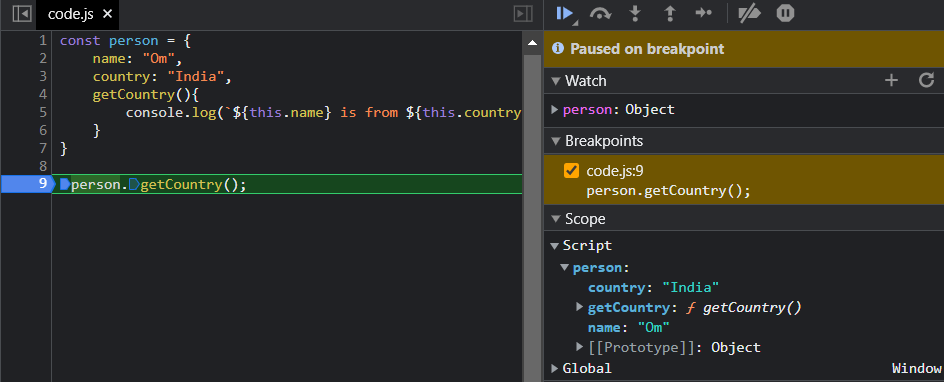 code.js ×
1 const person = {
2     name: "Om",
3     country: "India",
4     getCountry(){
5         console.log(`${this.name} is from ${this.country
6     }
7 }
8
9 person.getCountry();
Paused on breakpoint
Watch
person: Object
Breakpoints
code.js:9
person.getCountry();
Scope
Script
person:
country: "India"
getCountry: ƒ getCountry()
name: "Om"
[[Prototype]]: Object
Global Window